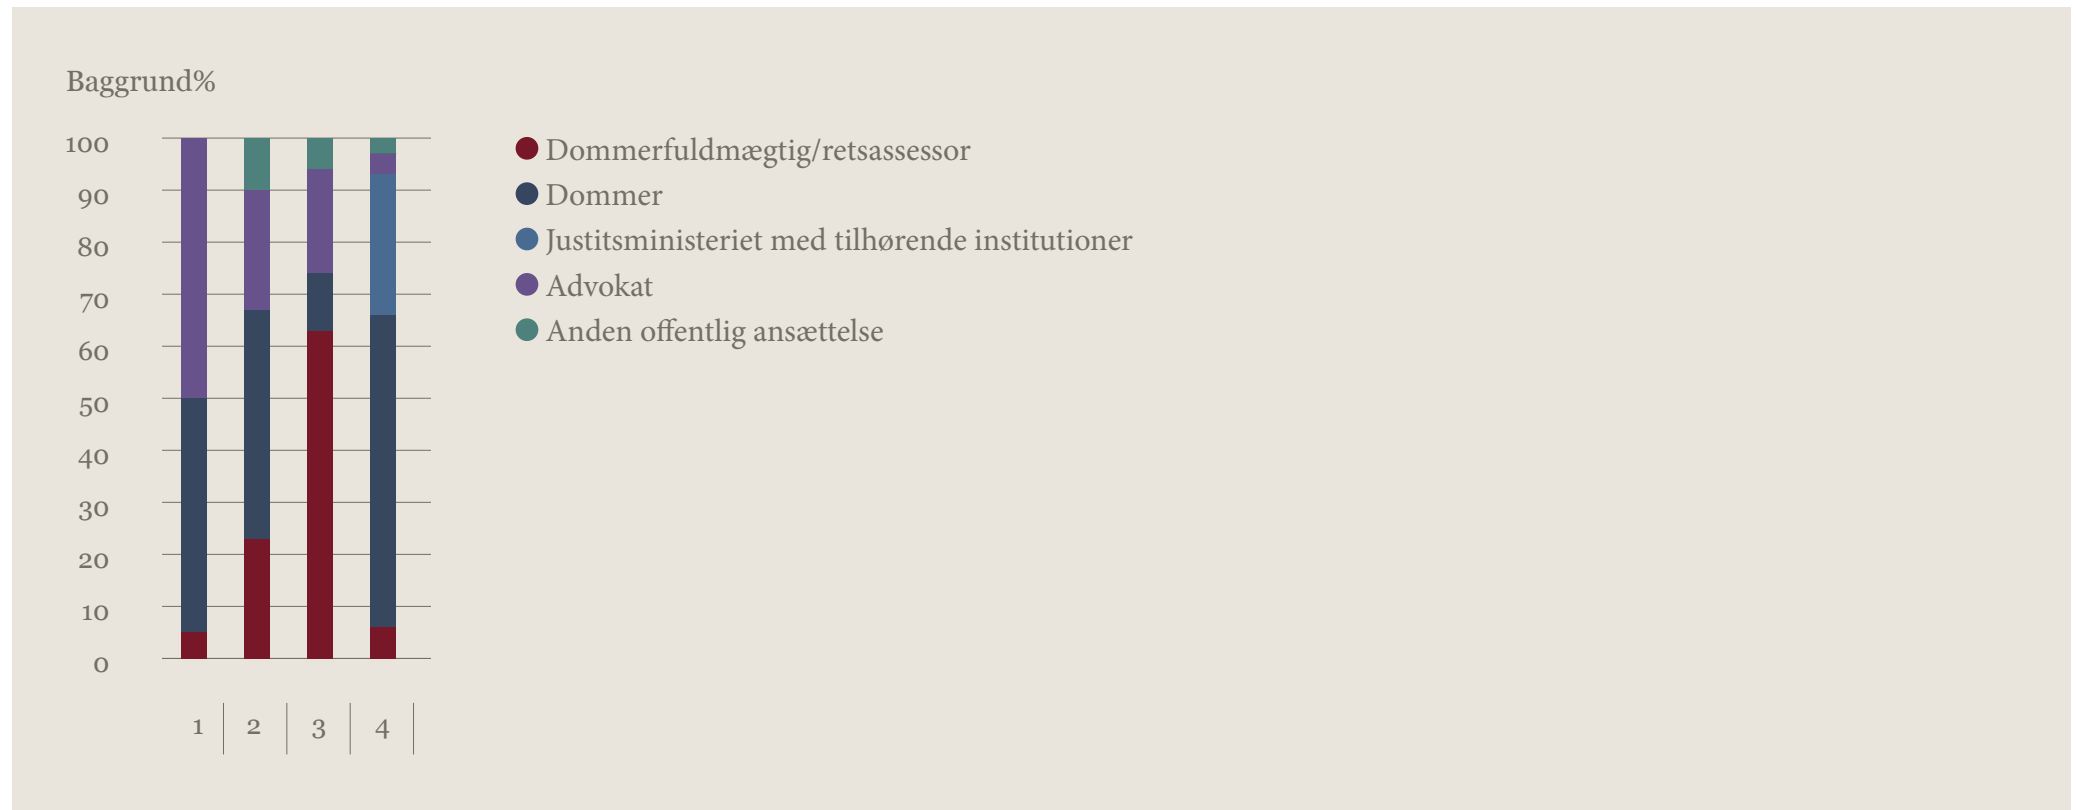 Baggrund%
100
90
80
70
60
50
40
30
20
10
0
1 2 3 4
Dommerfuldmægtig/retsassessor
Dommer
Justitsministeriet med tilhørende institutioner
Advokat
Anden offentlig ansættelse